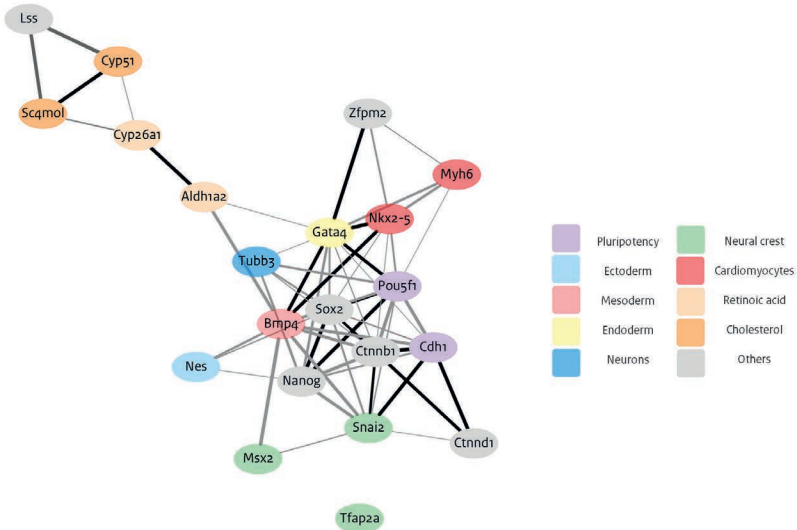 Lss
Cyp51
Sc4mol
Cyp26a1
Zfpm2
Myh6
Aldh1a2
Nkx2-5
Gata4
Tubb3
Pou5f1
Sox2
Bmp4
Ctnnb1
Cdh1
Nes
Nanog
Snai2
Ctnnd1
Msx2
Tfap2a
Pluripotency
Neural crest
Ectoderm
Cardiomyocytes
Mesoderm
Retinoic acid
Endoderm
Cholesterol
Neurons
Others